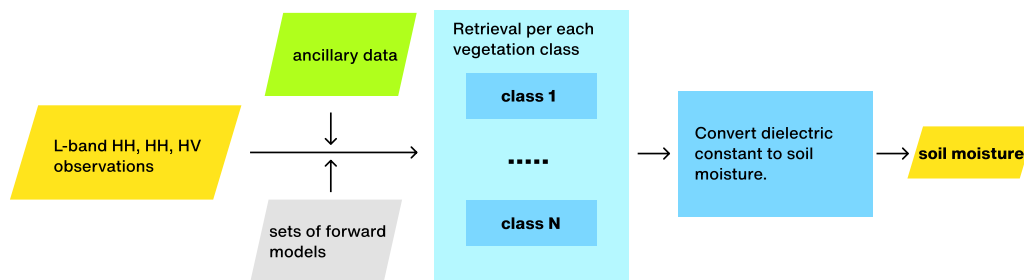 L-band HH, HH, HV
observations
ancillary data
sets of forward
models
Retrieval per each
vegetation class
class 1
.....
class N
Convert dielectric
constant to soil
moisture.
soil moisture